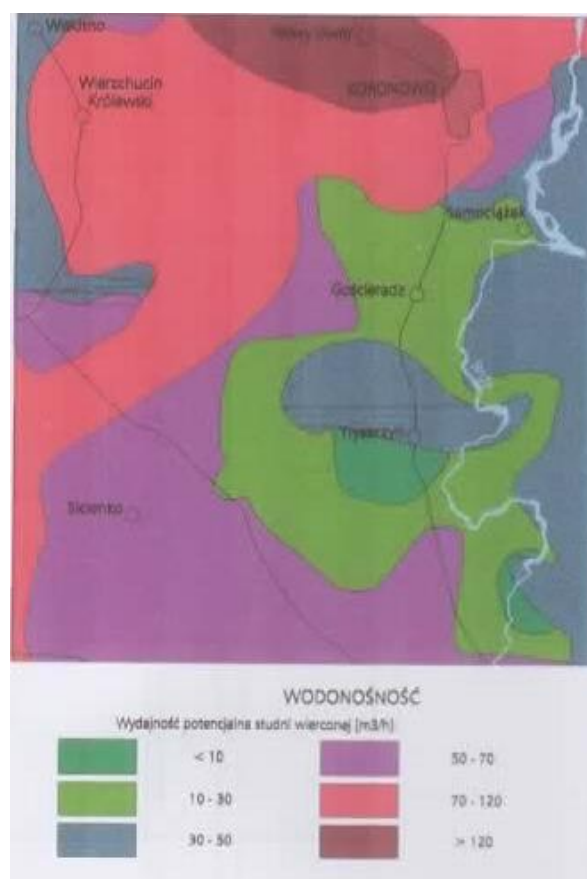 Wierzchucin
Królewski
KORONOWO
Samociążek
Gościeradz
Tryszczyn
Sicienko
WODONOŚNOŚĆ
Wydajność potencjalna studni wierconej [m3/h]
< 10
50 - 70
10 - 30
70 - 120
30 - 50
> 120